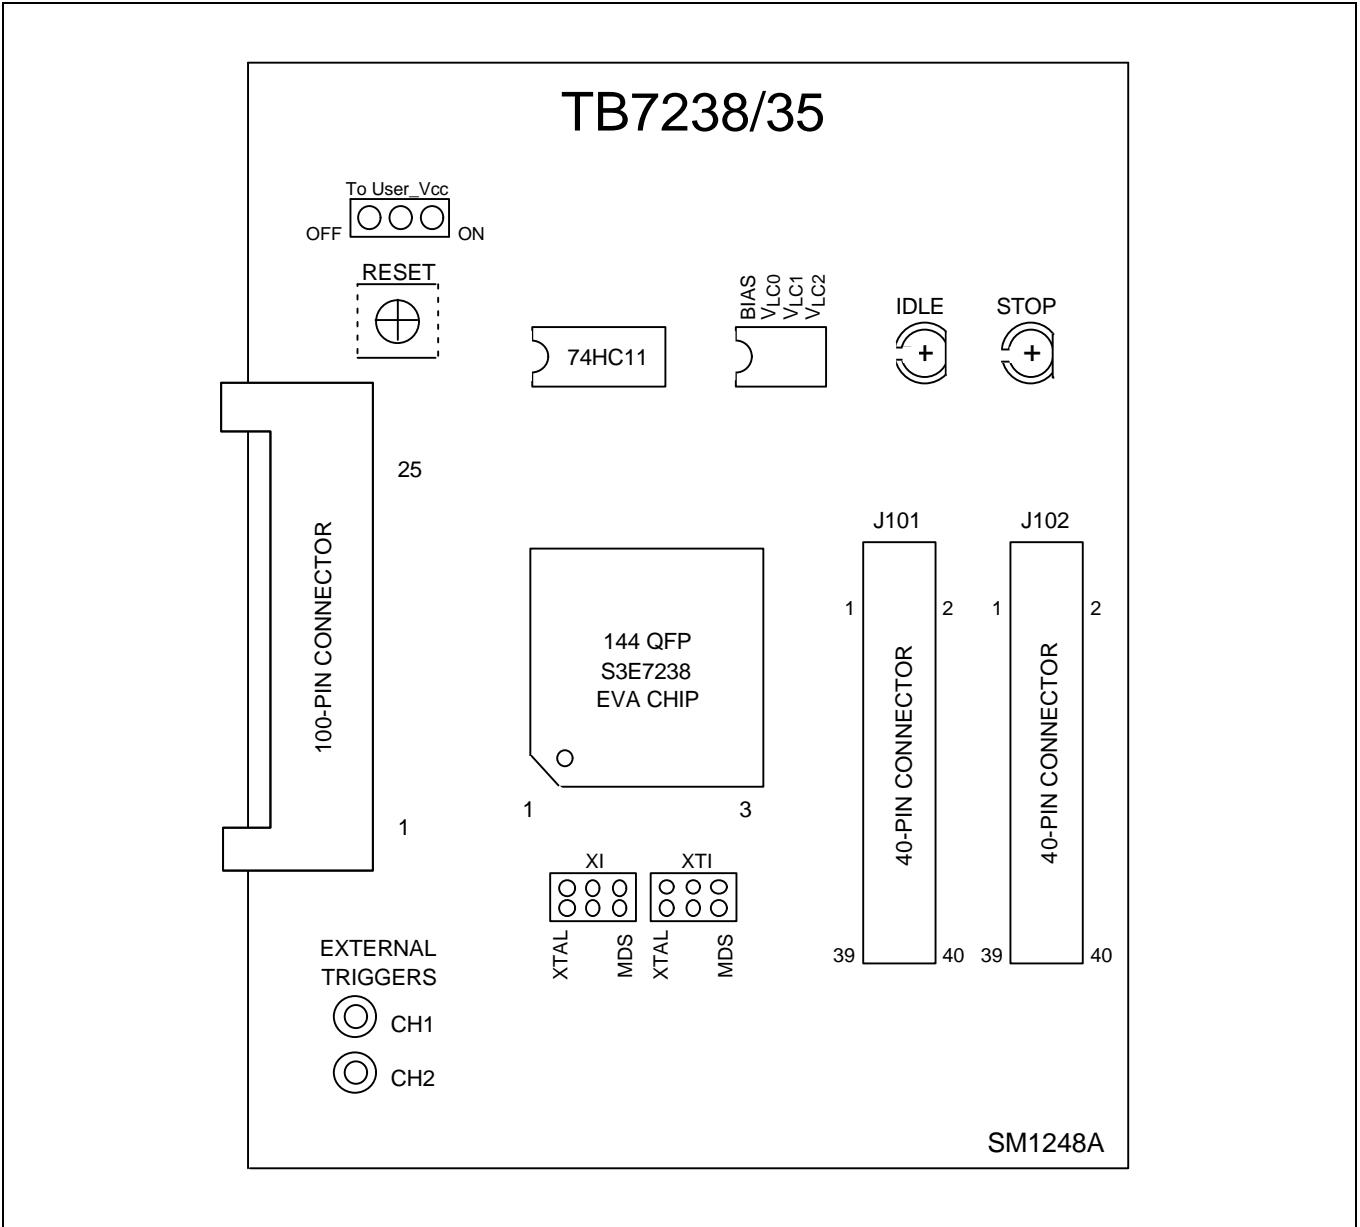 TB7238/35
To User_Vcc
OFF
ON
RESET
74HC11
BIAS
VLC0
VLC1
VLC2
IDLE
STOP
25
100-PIN CONNECTOR
1
144 QFP
S3E7238
EVA CHIP
1
3
J101
1
2
40-PIN CONNECTOR
39
40
J102
1
2
40-PIN CONNECTOR
39
40
XI
XTAL
MDS
XTI
XTAL
MDS
EXTERNAL
TRIGGERS
CH1
CH2
SM1248A